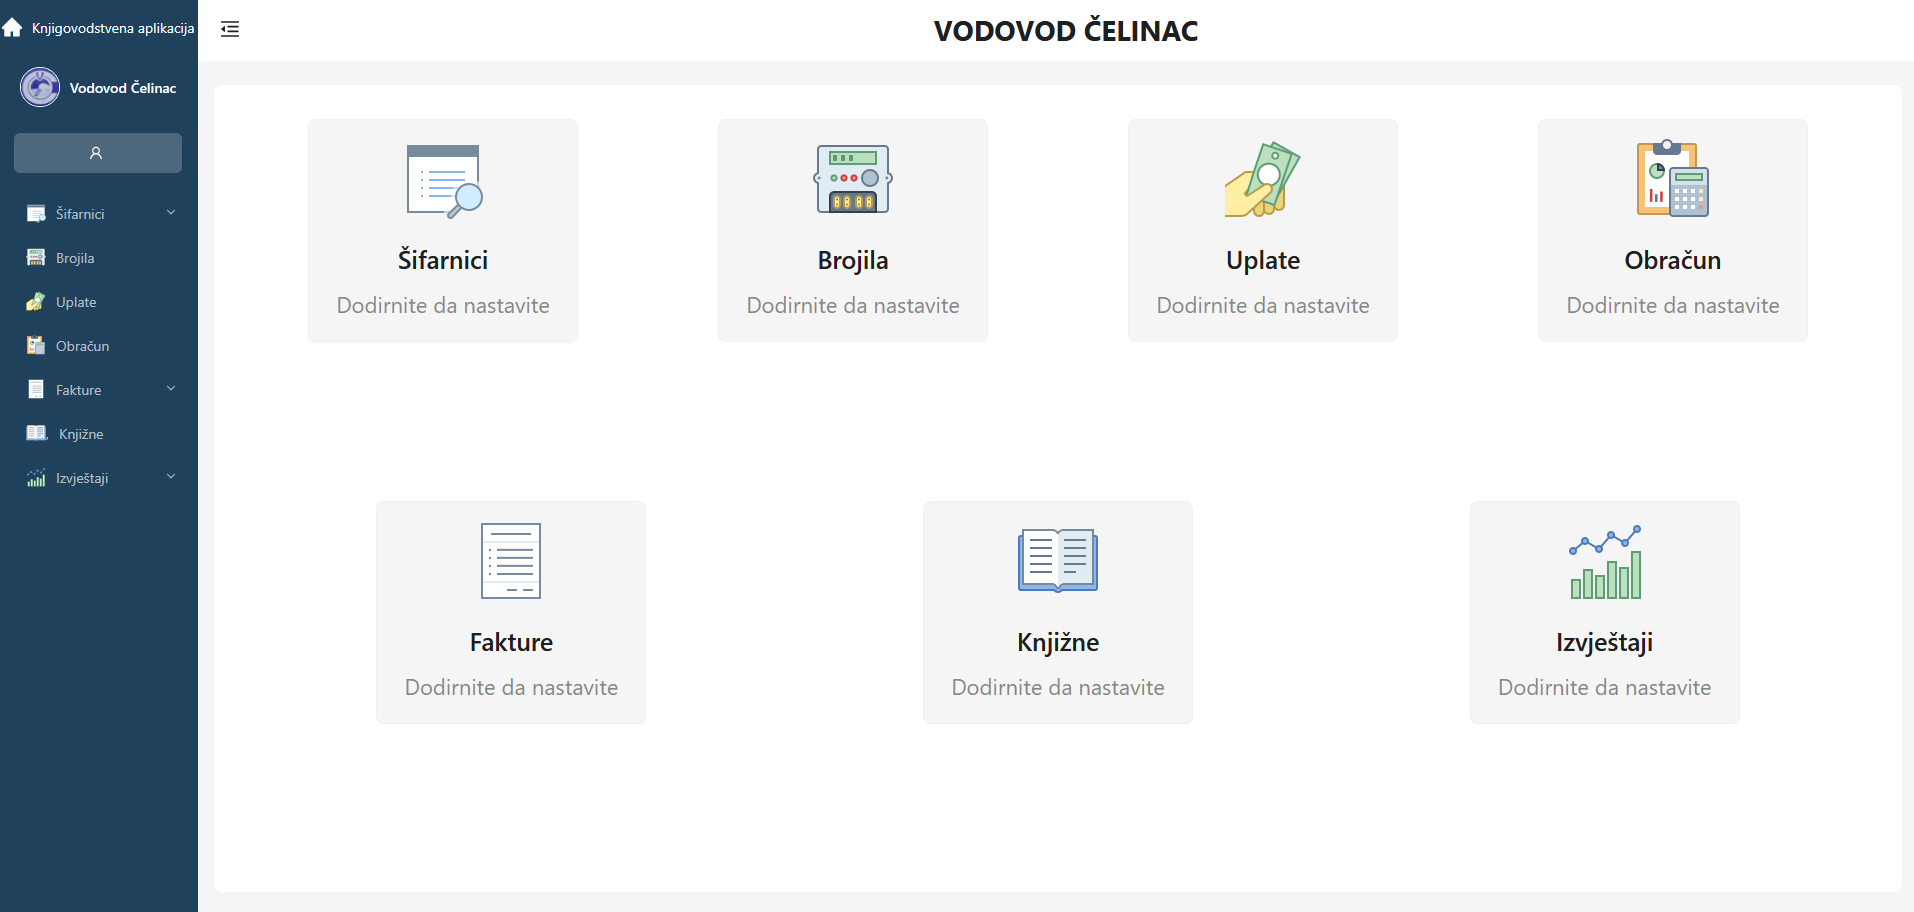 Knjigovodstvena aplikacija
Vodovod Čelinac
Šifarnici
Brojila
Uplate
Obračun
Fakture
Knjižne
Izvještaji
VODOVOD ČELINAC
Šifarnici
Dodirnite da nastavite
Brojila
Dodirnite da nastavite
Uplate
Dodirnite da nastavite
Obračun
Dodirnite da nastavite
Fakture
Dodirnite da nastavite
Knjižne
Dodirnite da nastavite
Izvještaji
Dodirnite da nastavite